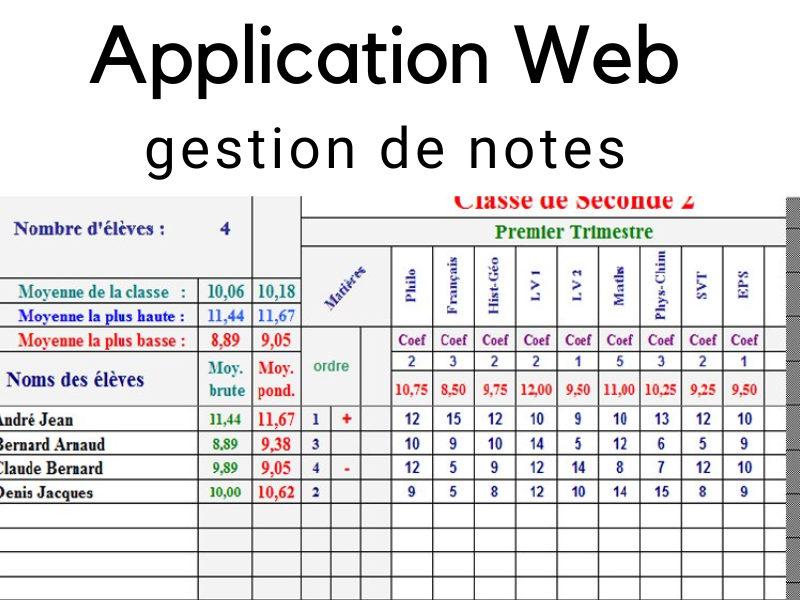 Application Web
gestion de notes
Classe de Seconde 2
Nombre d'élèves : 4
Premier Trimestre
Matières Philo Français Hist-Géo LV 1 LV 2 Maths Phys-Chim SVT EPS
Moyenne de la classe : 10,06 10,18
Moyenne la plus haute : 11,44 11,67
Moyenne la plus basse : 8,89 9,05
ordre
Coef Coef Coef Coef Coef Coef Coef Coef Coef
2 3 2 2 1 5 3 2 1
Noms des élèves Moy. brute Moy. pond. 10,75 8,50 9,75 12,00 9,50 11,00 10,25 9,25 9,50
André Jean 11,44 11,67 1 + 12 15 12 10 9 10 13 12 10
Bernard Arnaud 8,89 9,38 3 10 9 10 14 5 12 6 5 9
Claude Bernard 9,89 9,05 4 - 12 5 9 12 14 8 7 12 10
Denis Jacques 10,00 10,62 2 9 5 8 12 10 14 15 8 9